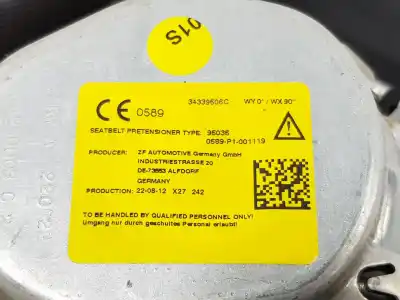 01S
CE 0589
34339506C WY 0° / WX 90°
SEATBELT PRETENSIONER TYPE 96036
0589-P1-001119
PRODUCER: ZF AUTOMOTIVE Germany GmbH
INDUSTRIESTRASSE 20
DE-73553 ALFDORF
GERMANY
PRODUCTION: 22-08-12 X27 242
TO BE HANDLED BY QUALIFIED PERSONNEL ONLY!
Umgang nur durch geschultes Personal erlaubt!